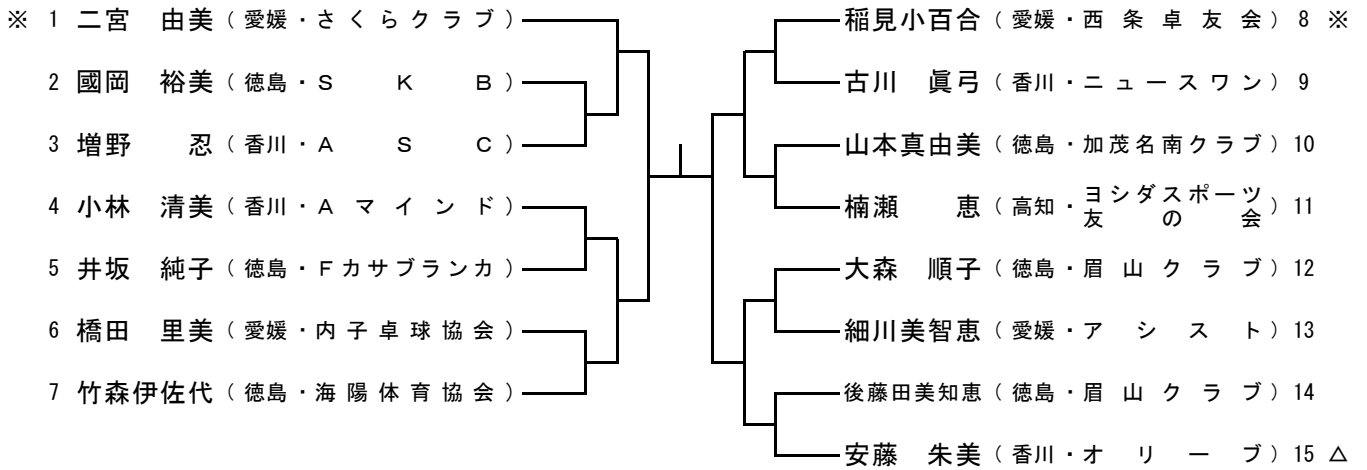 ※ 1 二宮 由美 ( 愛媛 ・ さくらクラブ )
2 國岡 裕美 ( 徳島 ・ S K B )
3 増野 忍 ( 香川 ・ A S C )
4 小林 清美 ( 香川 ・ A マインド )
5 井坂 純子 ( 徳島 ・ Fカサブランカ )
6 橋田 里美 ( 愛媛 ・ 内子卓球協会 )
7 竹森伊佐代 ( 徳島 ・ 海陽体育協会 )
稲見小百合 ( 愛媛 ・ 西条卓友会 ) 8 ※
古川 眞弓 ( 香川 ・ ニュースワン ) 9
山本真由美 ( 徳島 ・ 加茂名南クラブ ) 10
楠瀬 恵 ( 高知 ・ ヨシダスポーツ
友の会 ) 11
大森 順子 ( 徳島 ・ 眉山クラブ ) 12
細川美智恵 ( 愛媛 ・ アシスト ) 13
後藤田美知恵 ( 徳島 ・ 眉山クラブ ) 14
安藤 朱美 ( 香川 ・ オリーブ ) 15 △